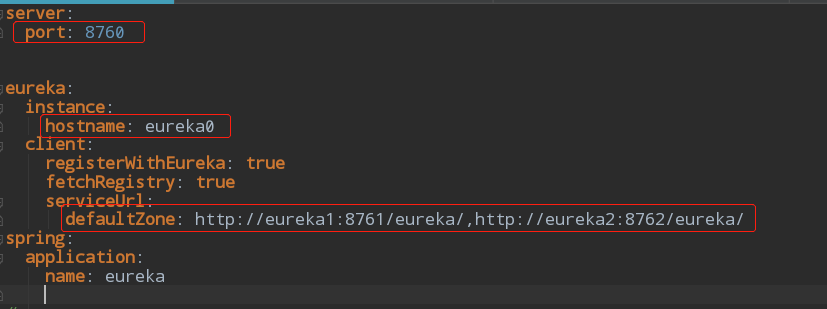 server:
port: 8760
eureka:
instance:
hostname: eureka0
client:
registerWithEureka: true
fetchRegistry: true
serviceUrl:
defaultZone: http://eureka1:8761/eureka/,http://eureka2:8762/eureka/
spring:
application:
name: eureka